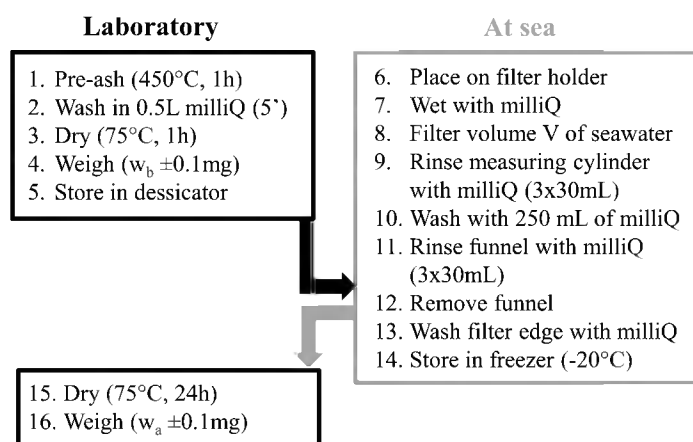 Laboratory
1. Pre-ash (450°C, 1h)
2. Wash in 0.5L milliQ (5‵)
3. Dry (75°C, 1h)
4. Weigh (w_b ±0.1mg)
5. Store in dessicator
At sea
6. Place on filter holder
7. Wet with milliQ
8. Filter volume V of seawater
9. Rinse measuring cylinder
with milliQ (3x30mL)
10. Wash with 250 mL of milliQ
11. Rinse funnel with milliQ
(3x30mL)
12. Remove funnel
13. Wash filter edge with milliQ
14. Store in freezer (-20°C)
15. Dry (75°C, 24h)
16. Weigh (w_a ±0.1mg)